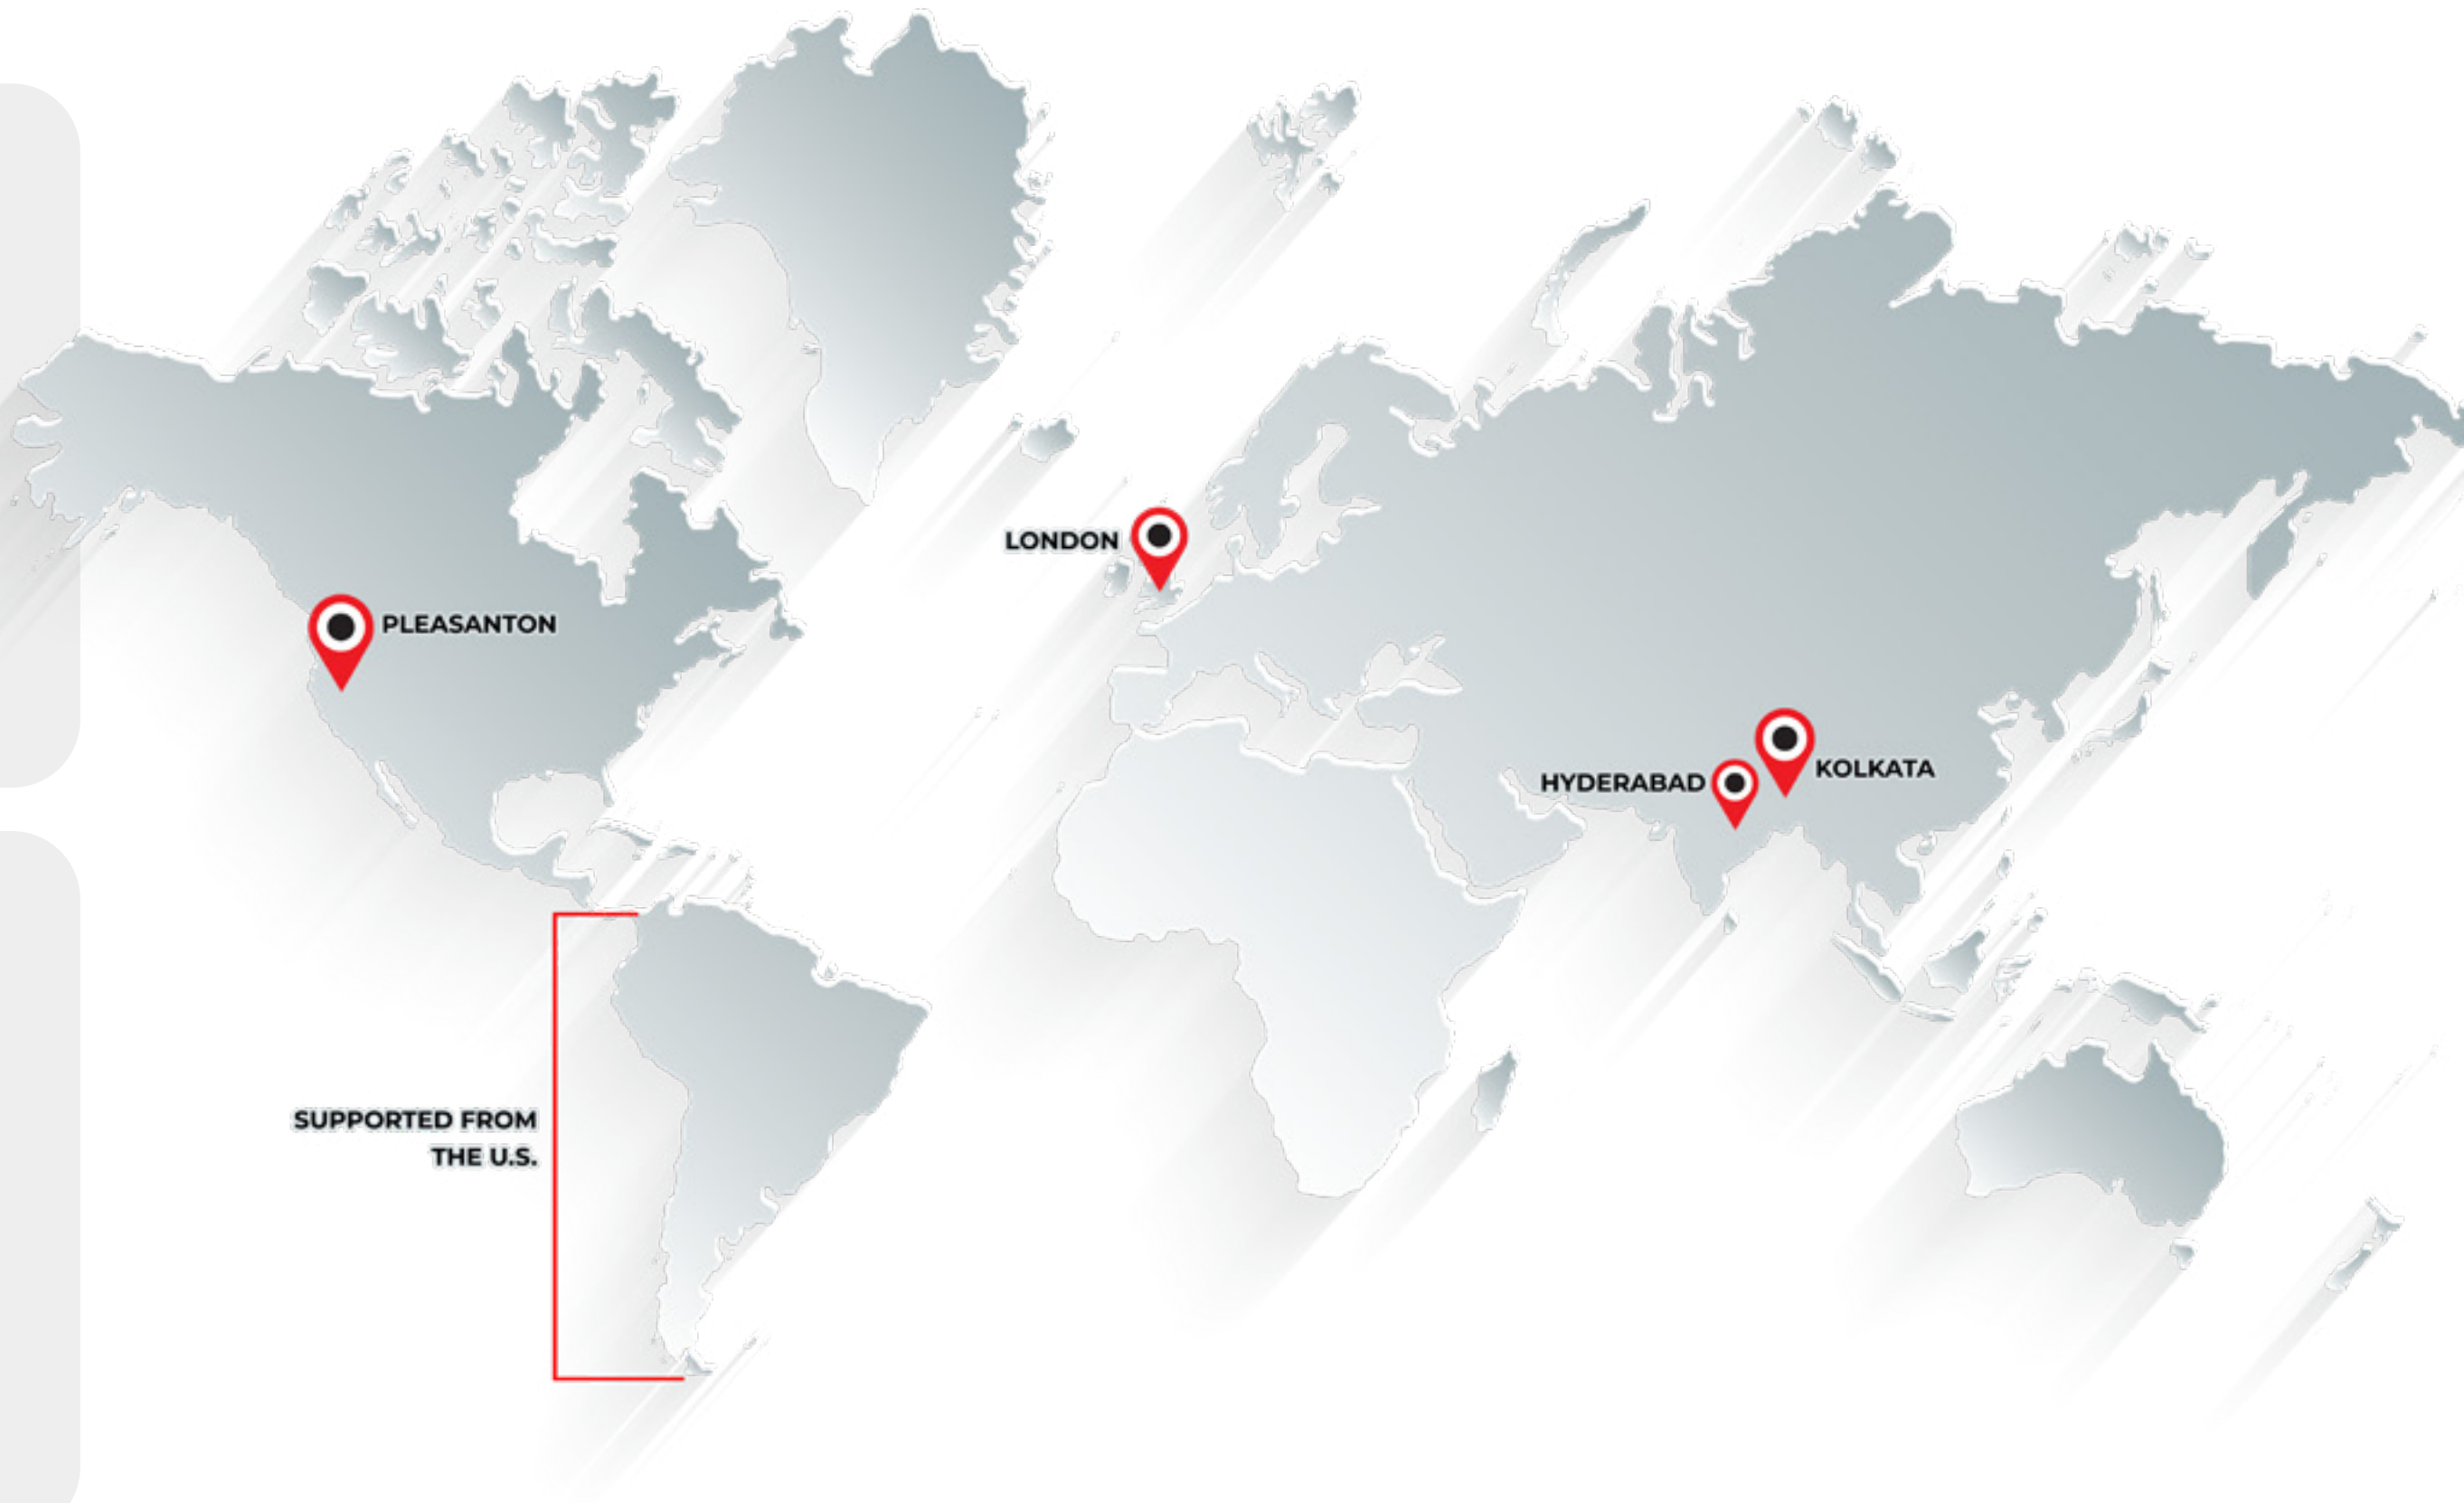 LONDON
PLEASANTON
KOLKATA
HYDERABAD
SUPPORTED FROM
THE U.S.